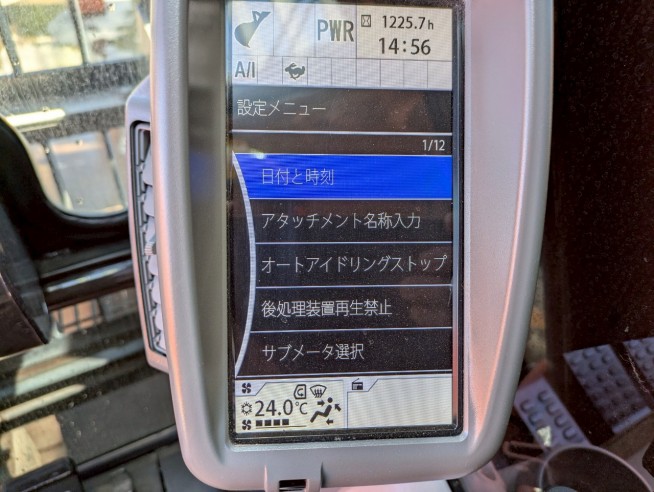 PWR
1225.7h
14:56
A/I
設定メニュー
1/12
日付と時刻
アタッチメント名称入力
オートアイドリングストップ
後処理装置再生禁止
サブメータ選択
24.0℃